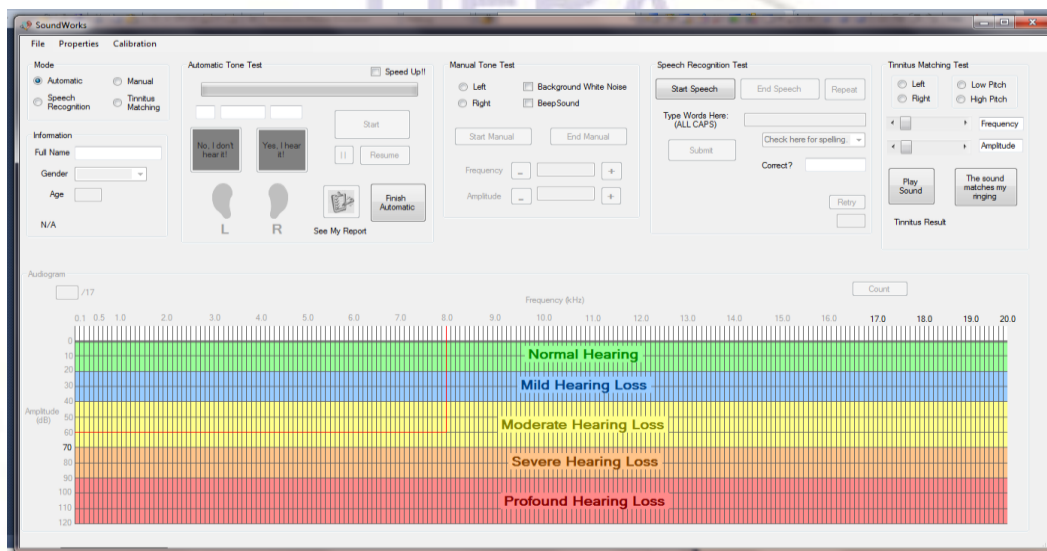 SoundWorks
File Properties Calibration
Mode
Automatic Manual
Speech Recognition Tinnitus Matching
Information
Full Name
Gender
Age
N/A
Automatic Tone Test
Speed Up!!
Start
No, I don't hear it! Yes, I hear it!
II Resume
Finish Automatic
L R See My Report
Manual Tone Test
Left Background White Noise
Right BeepSound
Start Manual End Manual
Frequency - +
Amplitude - +
Speech Recognition Test
Start Speech End Speech Repeat
Type Words Here:
(ALL CAPS)
Check here for spelling.
Submit
Correct?
Retry
Tinnitus Matching Test
Left Low Pitch
Right High Pitch
Frequency
Amplitude
Play Sound The sound matches my ringing
Tinnitus Result
Audiogram
/17 Count
Frequency (kHz)
0.1 0.5 1.0 2.0 3.0 4.0 5.0 6.0 7.0 8.0 9.0 10.0 11.0 12.0 13.0 14.0 15.0 16.0 17.0 18.0 19.0 20.0
0
10 Normal Hearing
20
30 Mild Hearing Loss
40
Amplitude (dB)
50 Moderate Hearing Loss
60
70
80 Severe Hearing Loss
90
100 Profound Hearing Loss
110
120